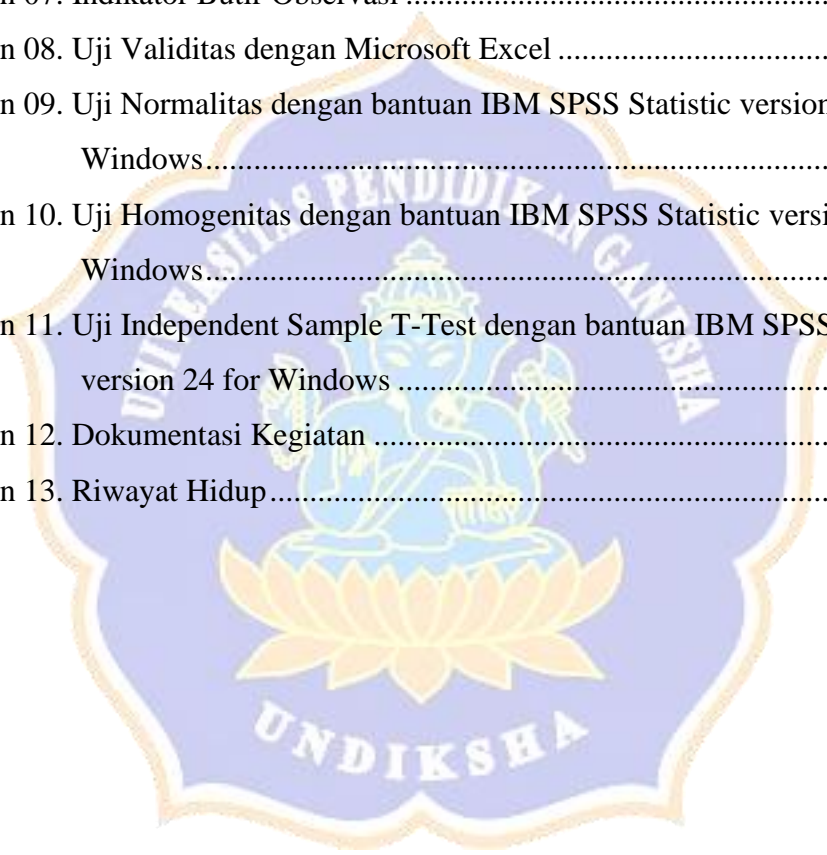 n 07. Indikator Butir Observasi ........................................................
n 08. Uji Validitas dengan Microsoft Excel ....................................
n 09. Uji Normalitas dengan bantuan IBM SPSS Statistic version
Windows..............................................................................
n 10. Uji Homogenitas dengan bantuan IBM SPSS Statistic versi
Windows..............................................................................
n 11. Uji Independent Sample T-Test dengan bantuan IBM SPSS
version 24 for Windows .....................................................
n 12. Dokumentasi Kegiatan ..........................................................
n 13. Riwayat Hidup......................................................................
UNIVERSITAS PENDIDIKAN GANESHA
UNDIKSHA